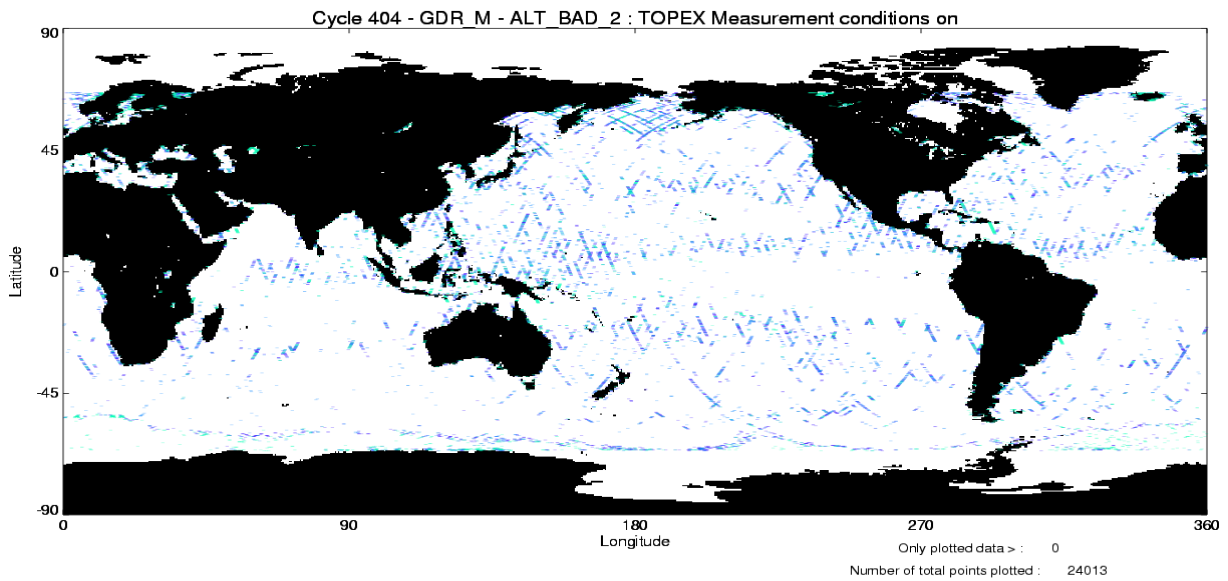 Cycle 404 - GDR_M - ALT_BAD_2 : TOPEX Measurement conditions on
90
45
0
-45
-90
Latitude
0 90 180 270 360
Longitude
Only plotted data > : 0
Number of total points plotted : 24013